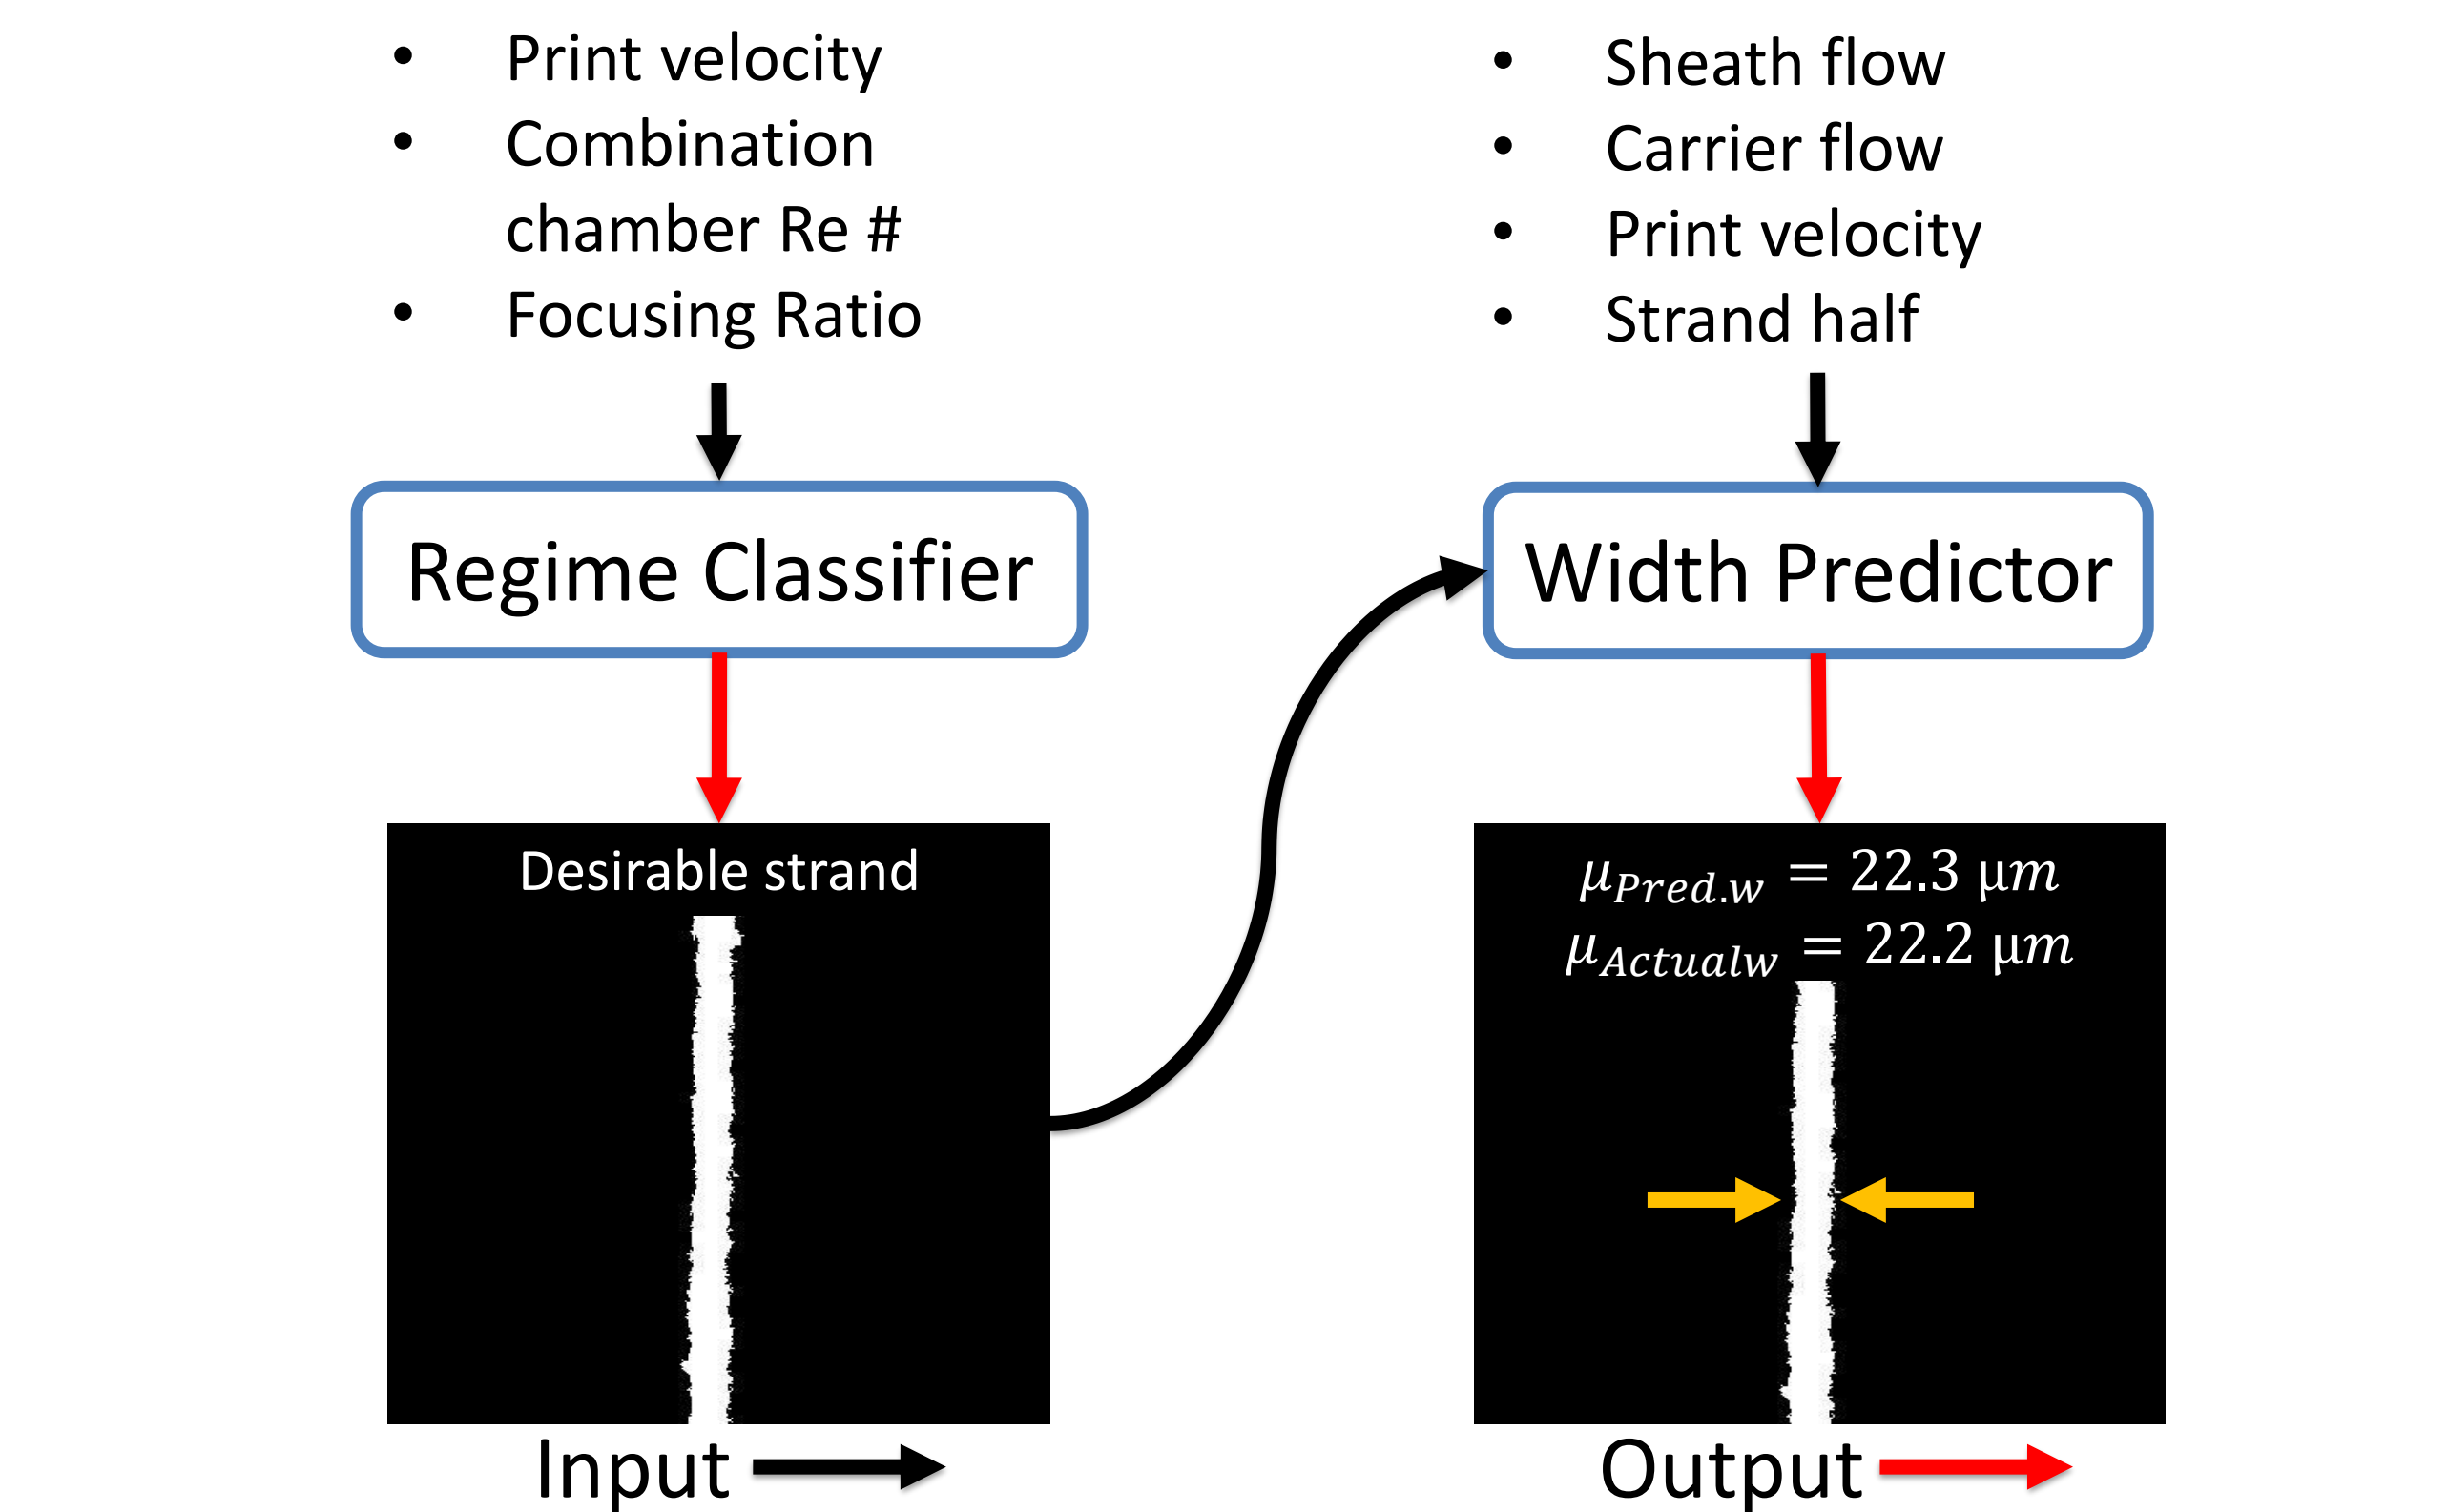 • Print velocity
• Combination
chamber Re #
• Focusing Ratio
• Sheath flow
• Carrier flow
• Print velocity
• Strand half
Regime Classifier
Width Predictor
Desirable strand
μPred.w = 22.3 μm
μActualw = 22.2 μm
Input
Output